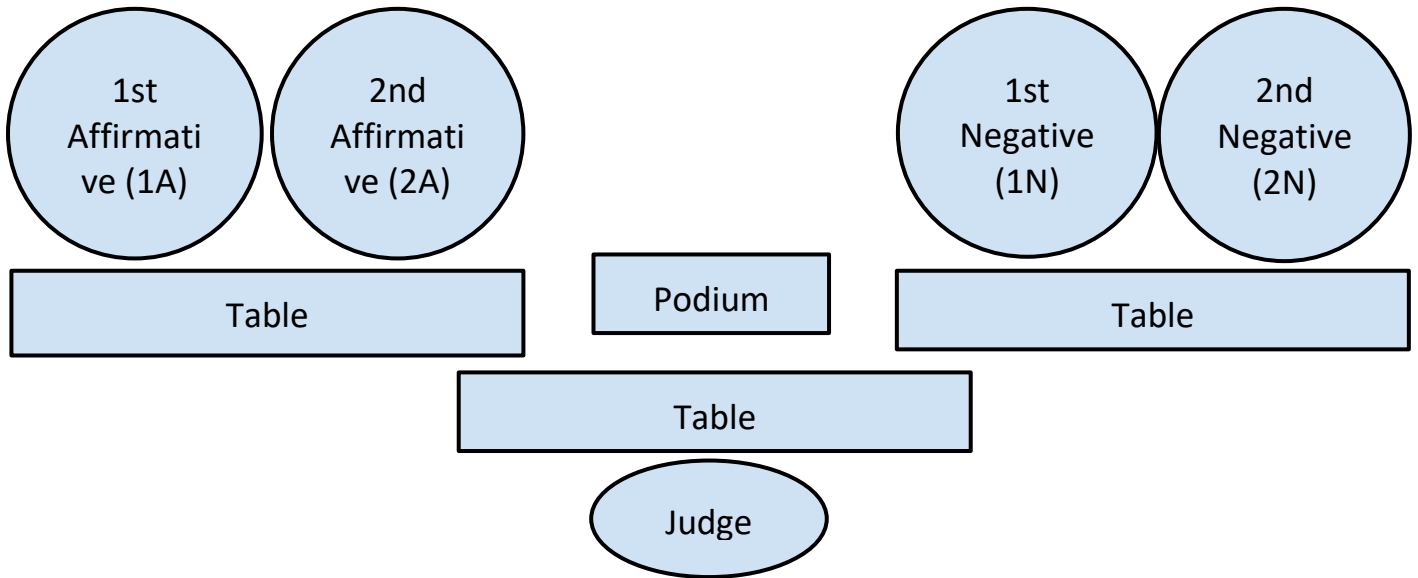 1st
Affirmati
ve (1A)
2nd
Affirmati
ve (2A)
1st
Negative
(1N)
2nd
Negative
(2N)
Table
Podium
Table
Table
Judge